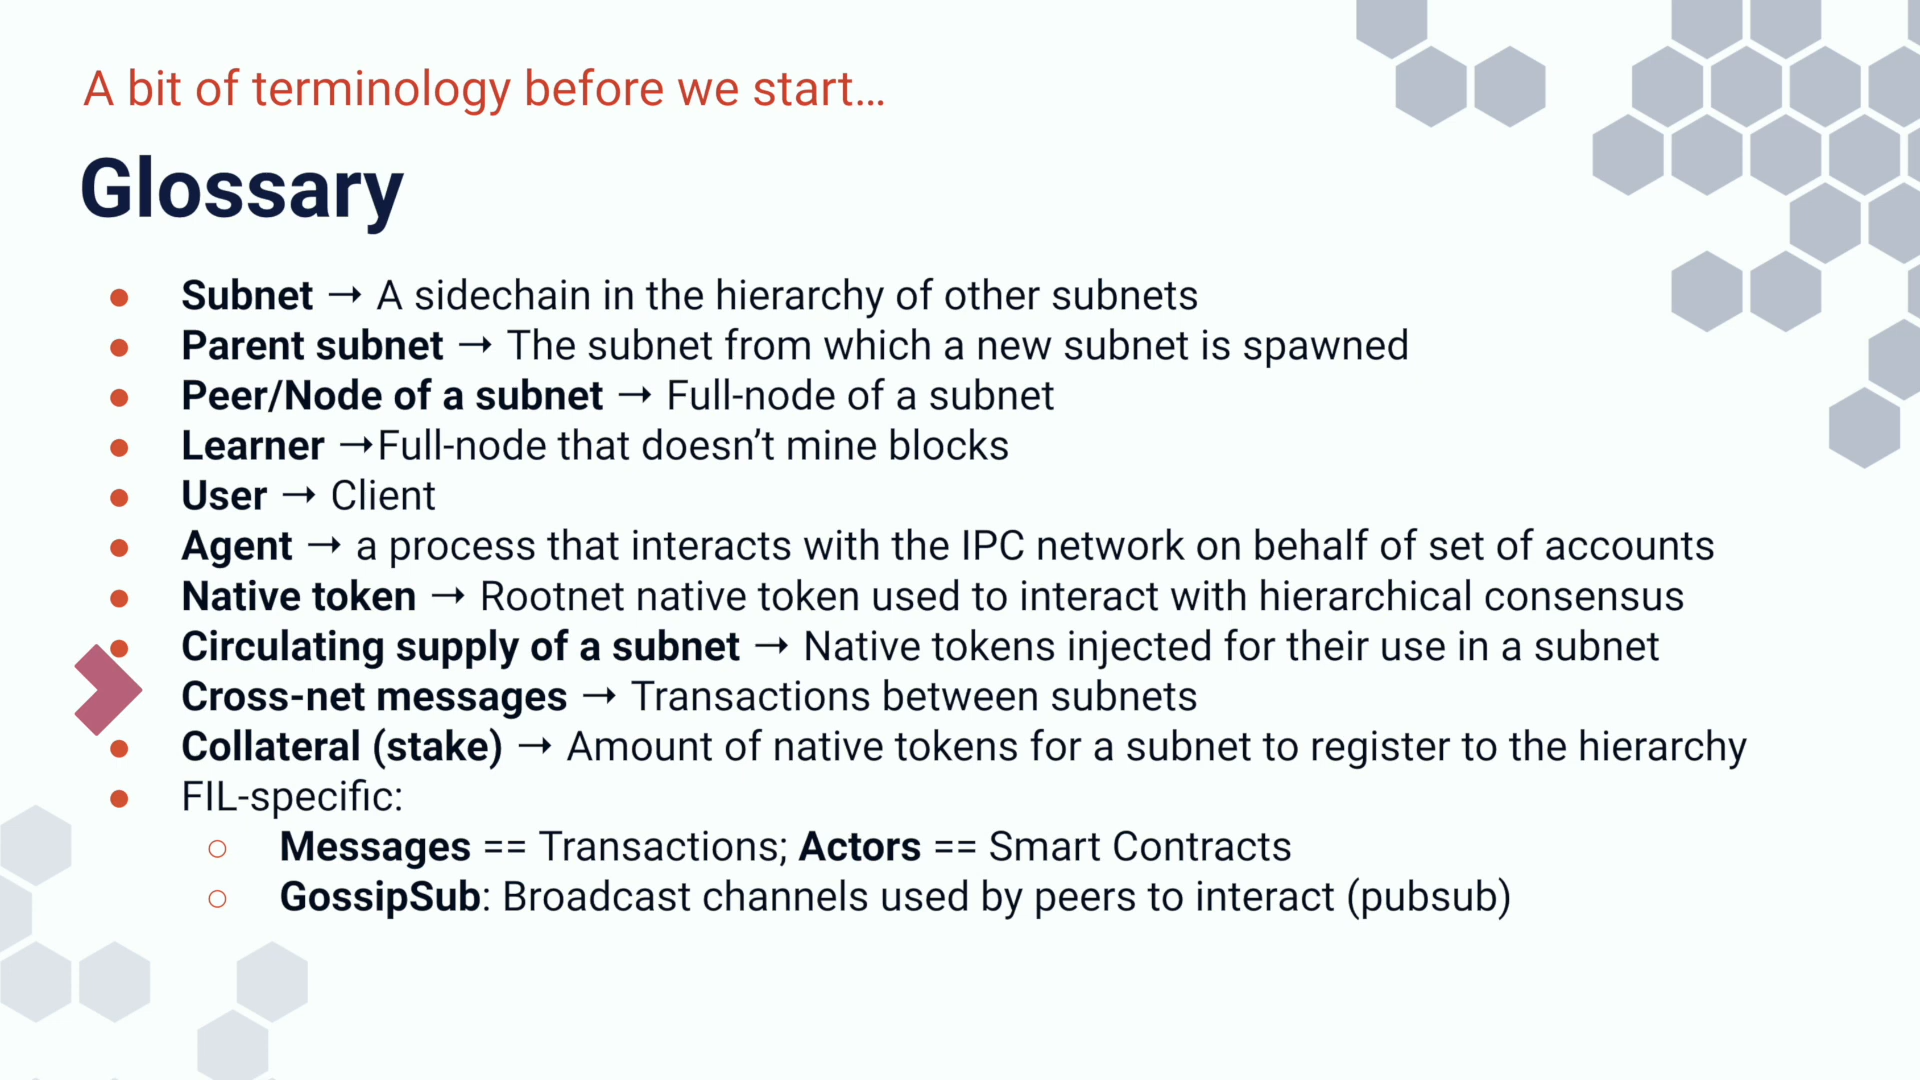 A bit of terminology before we start...
Glossary
● Subnet → A sidechain in the hierarchy of other subnets
● Parent subnet → The subnet from which a new subnet is spawned
● Peer/Node of a subnet → Full-node of a subnet
● Learner →Full-node that doesn’t mine blocks
● User → Client
● Agent → a process that interacts with the IPC network on behalf of set of accounts
● Native token → Rootnet native token used to interact with hierarchical consensus
● Circulating supply of a subnet → Native tokens injected for their use in a subnet
Cross-net messages → Transactions between subnets
● Collateral (stake) → Amount of native tokens for a subnet to register to the hierarchy
● FIL-specific:
○ Messages == Transactions; Actors == Smart Contracts
○ GossipSub: Broadcast channels used by peers to interact (pubsub)